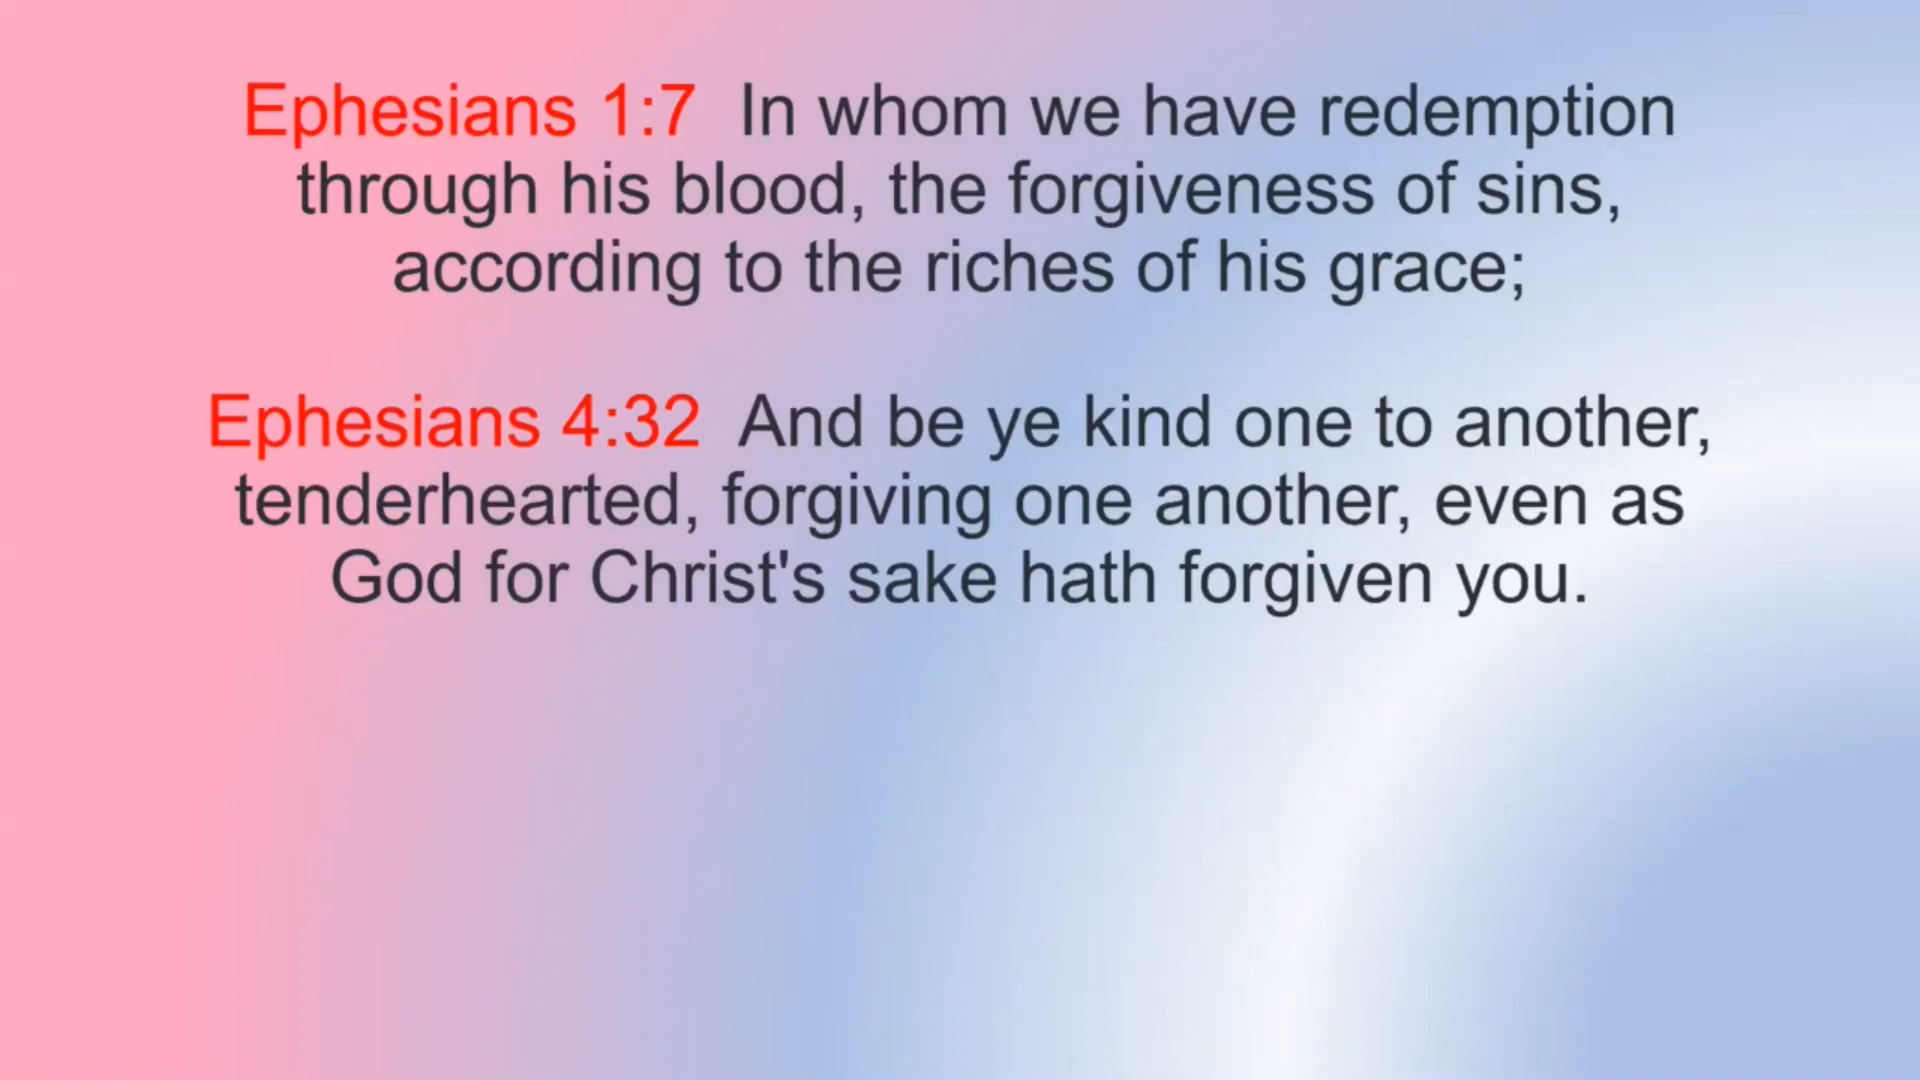 Ephesians 1:7  In whom we have redemption
through his blood, the forgiveness of sins,
according to the riches of his grace;
Ephesians 4:32  And be ye kind one to another,
tenderhearted, forgiving one another, even as
God for Christ's sake hath forgiven you.